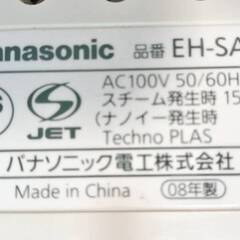 Panasonic 品番 EH-SA
AC100V 50/60H
スチーム発生時 15
(ナノイー発生時
Techno PLAS
S JET
パナソニック電工株式会社
Made in China 08年製